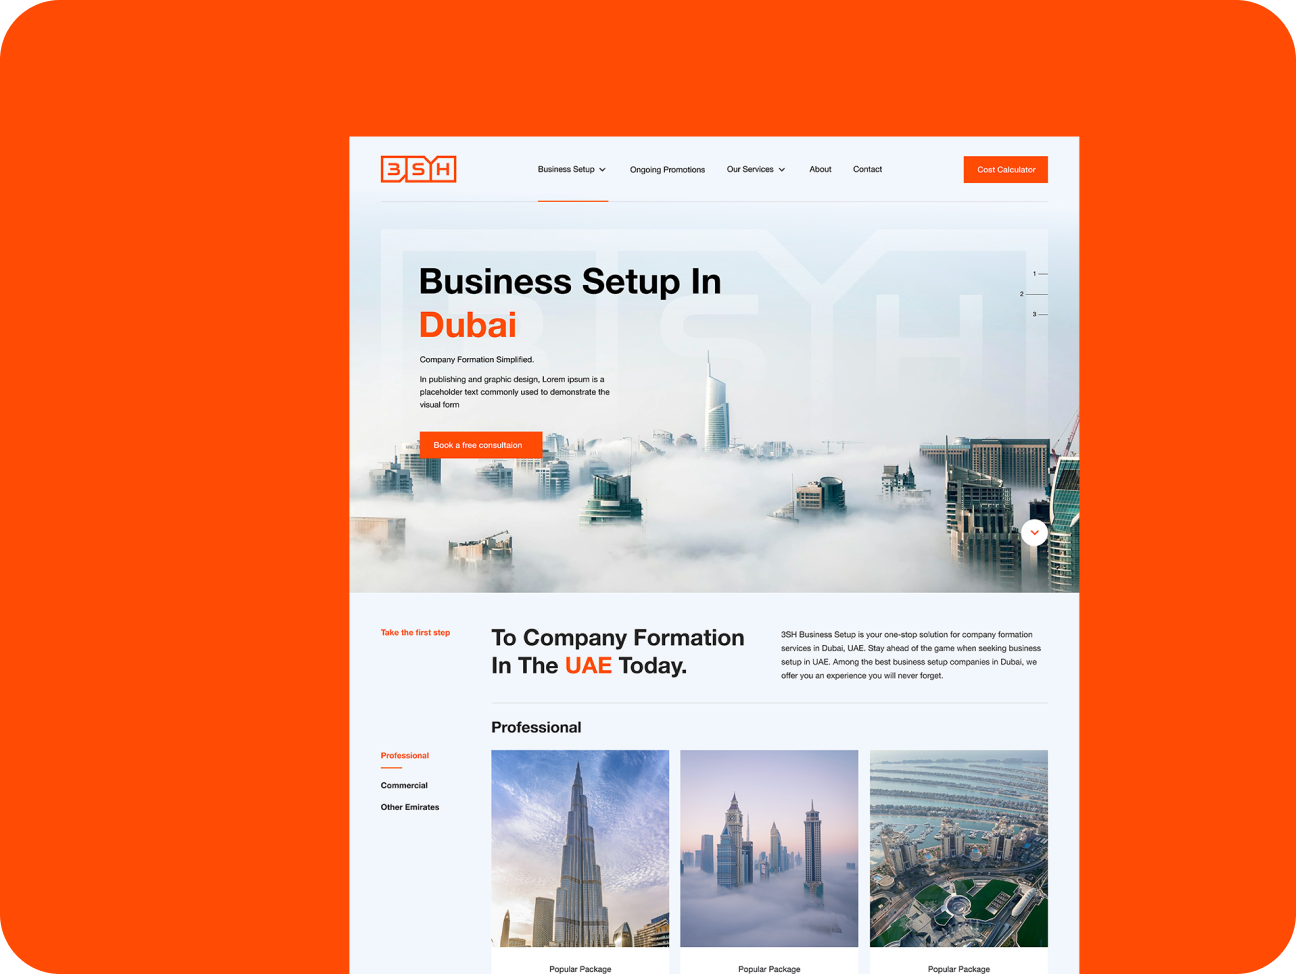 3SH
Business Setup
Ongoing Promotions
Our Services
About
Contact
Cost Calculator
Business Setup In
Dubai
1
2
3
Company Formation Simplified.
In publishing and graphic design, Lorem ipsum is a
placeholder text commonly used to demonstrate the
visual form
Book a free consultaion
Take the first step
To Company Formation
In The UAE Today.
3SH Business Setup is your one-stop solution for company formation
services in Dubai, UAE. Stay ahead of the game when seeking business
setup in UAE. Among the best business setup companies in Dubai, we
offer you an experience you will never forget.
Professional
Professional
Commercial
Other Emirates
Popular Package
Popular Package
Popular Package